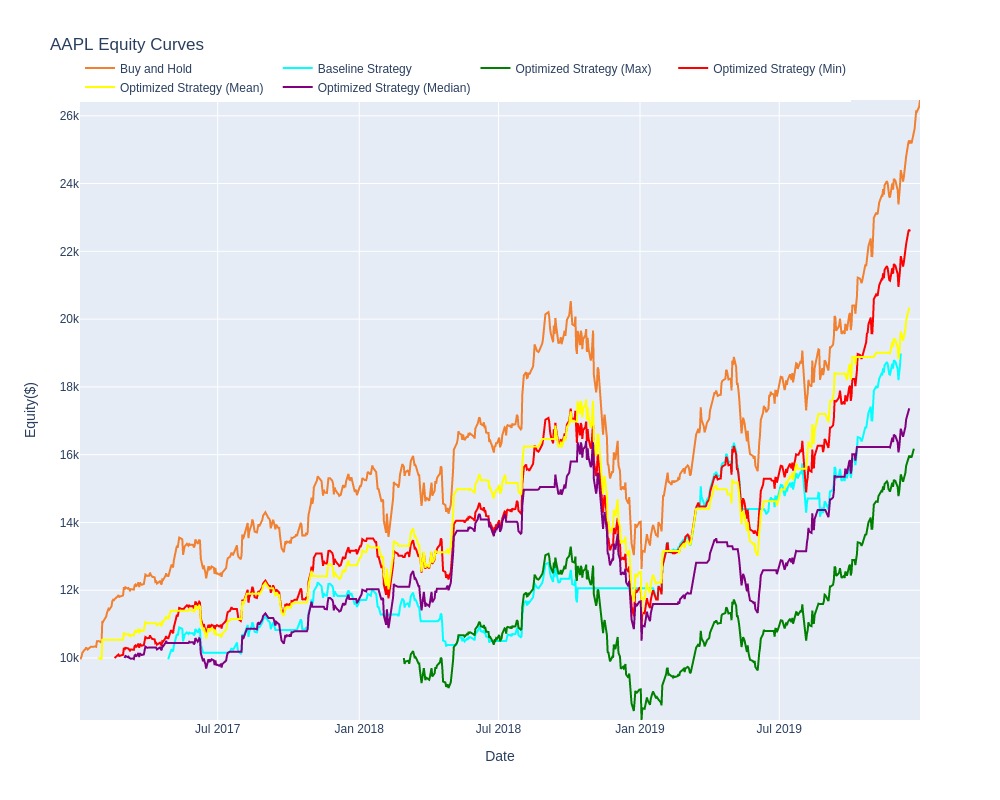 AAPL Equity Curves
Buy and Hold Baseline Strategy Optimized Strategy (Max) Optimized Strategy (Min)
Optimized Strategy (Mean) Optimized Strategy (Median)
26k
24k
22k
20k
18k
16k
14k
12k
10k
Equity($)
Jul 2017 Jan 2018 Jul 2018 Jan 2019 Jul 2019
Date